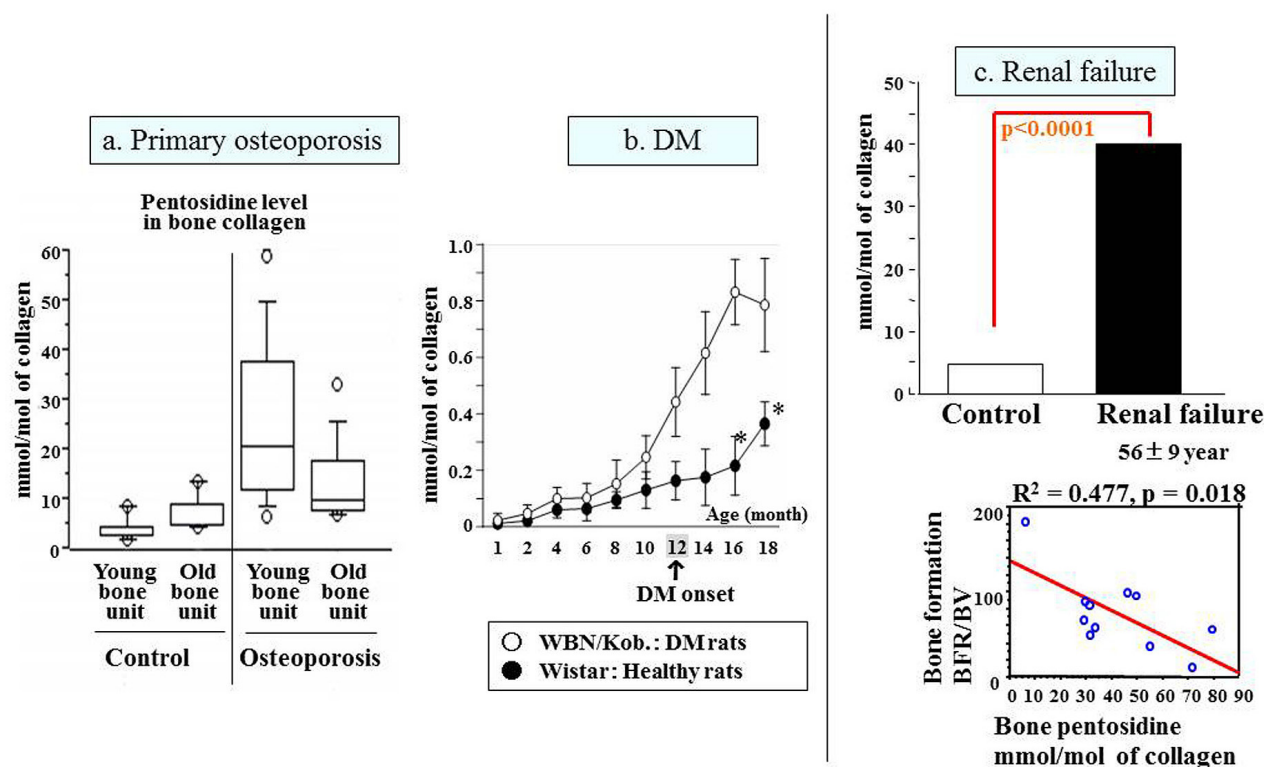 a. Primary osteoporosis
Pentosidine level
in bone collagen
mmol/mol of collagen
60
50
40
30
20
10
0
Young
bone
unit
Old
bone
unit
Young
bone
unit
Old
bone
unit
Control
Osteoporosis
b. DM
mmol/mol of collagen
1.0
0.8
0.6
0.4
0.2
0
*
*
Age (month)
1 2 4 6 8 10 12 14 16 18
DM onset
WBN/Kob.: DM rats
Wistar: Healthy rats
c. Renal failure
mmol/mol of collagen
50
40
30
20
10
0
p<0.0001
Control
Renal failure
56 ± 9 year
R² = 0.477, p = 0.018
Bone formation
BFR/BV
200
100
0
0 10 20 30 40 50 60 70 80 90
Bone pentosidine
mmol/mol of collagen